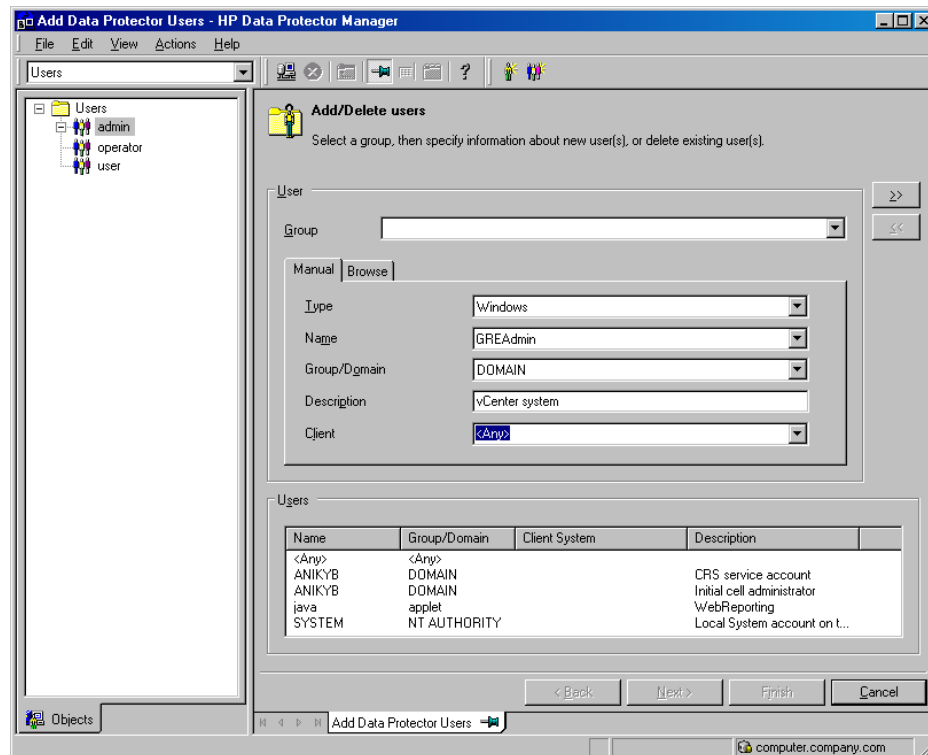 Add Data Protector Users - HP Data Protector Manager
File Edit View Actions Help
Users
Users
admin
operator
user
Add/Delete users
Select a group, then specify information about new user(s), or delete existing user(s).
User
>>
<<
Group
Manual Browse
Type Windows
Name GREAdmin
Group/Domain DOMAIN
Description vCenter system
Client <Any>
Users
Name Group/Domain Client System Description
<Any> <Any>
ANIKYB DOMAIN CRS service account
ANIKYB DOMAIN Initial cell administrator
java applet WebReporting
SYSTEM NT AUTHORITY Local System account on t...
< Back Next > Finish Cancel
Objects
Add Data Protector Users
computer.company.com